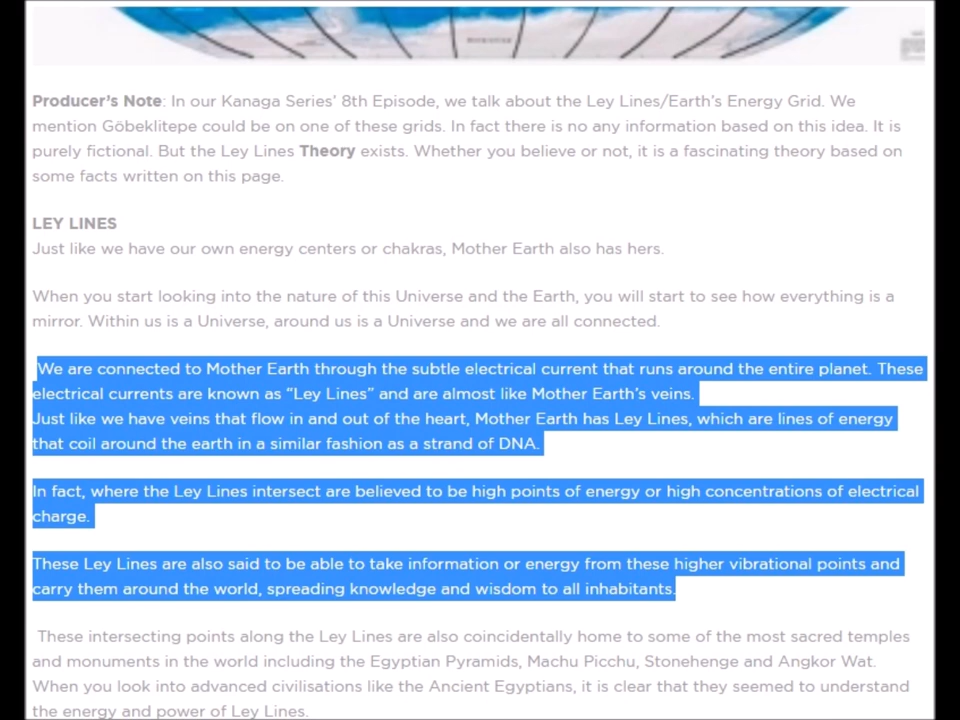 Producer's Note: In our Kanaga Series' 8th Episode, we talk about the Ley Lines/Earth's Energy Grid. We
mention Göbeklitepe could be on one of these grids. In fact there is no any information based on this idea. It is
purely fictional. But the Ley Lines Theory exists. Whether you believe or not, it is a fascinating theory based on
some facts written on this page.
LEY LINES
Just like we have our own energy centers or chakras, Mother Earth also has hers.
When you start looking into the nature of this Universe and the Earth, you will start to see how everything is a
mirror. Within us is a Universe, around us is a Universe and we are all connected.
We are connected to Mother Earth through the subtle electrical current that runs around the entire planet. These
electrical currents are known as “Ley Lines” and are almost like Mother Earth's veins.
Just like we have veins that flow in and out of the heart, Mother Earth has Ley Lines, which are lines of energy
that coil around the earth in a similar fashion as a strand of DNA.
In fact, where the Ley Lines intersect are believed to be high points of energy or high concentrations of electrical
charge.
These Ley Lines are also said to be able to take information or energy from these higher vibrational points and
carry them around the world, spreading knowledge and wisdom to all inhabitants.
These intersecting points along the Ley Lines are also coincidentally home to some of the most sacred temples
and monuments in the world including the Egyptian Pyramids, Machu Picchu, Stonehenge and Angkor Wat.
When you look into advanced civilisations like the Ancient Egyptians, it is clear that they seemed to understand
the energy and power of Ley Lines.